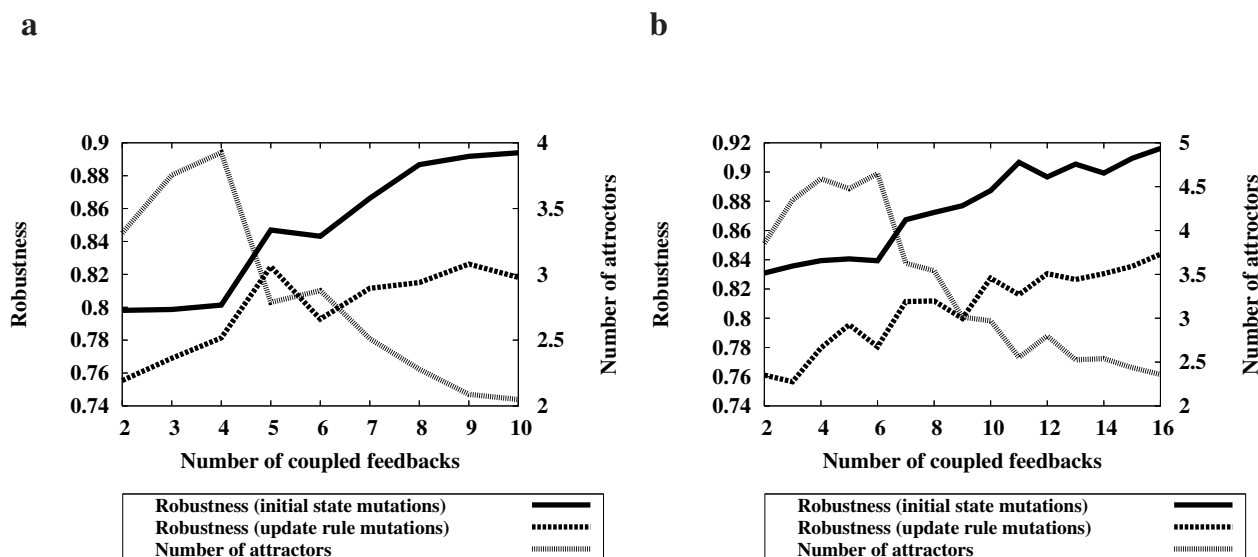 a
b
0.9
0.88
0.86
0.84
0.82
0.8
0.78
0.76
0.74
4
3.5
3
2.5
2
2 3 4 5 6 7 8 9 10
Robustness
Number of attroctors
Number of coupled feedbacks
Robustness (initial state mutations)
Robustness (update rule mutations)
Number of attractors
0.92
0.9
0.88
0.86
0.84
0.82
0.8
0.78
0.76
0.74
5
4.5
4
3.5
3
2.5
2
2 4 6 8 10 12 14 16
Robustness
Number of attroctors
Number of coupled feedbacks
Robustness (initial state mutations)
Robustness (update rule mutations)
Number of attractors